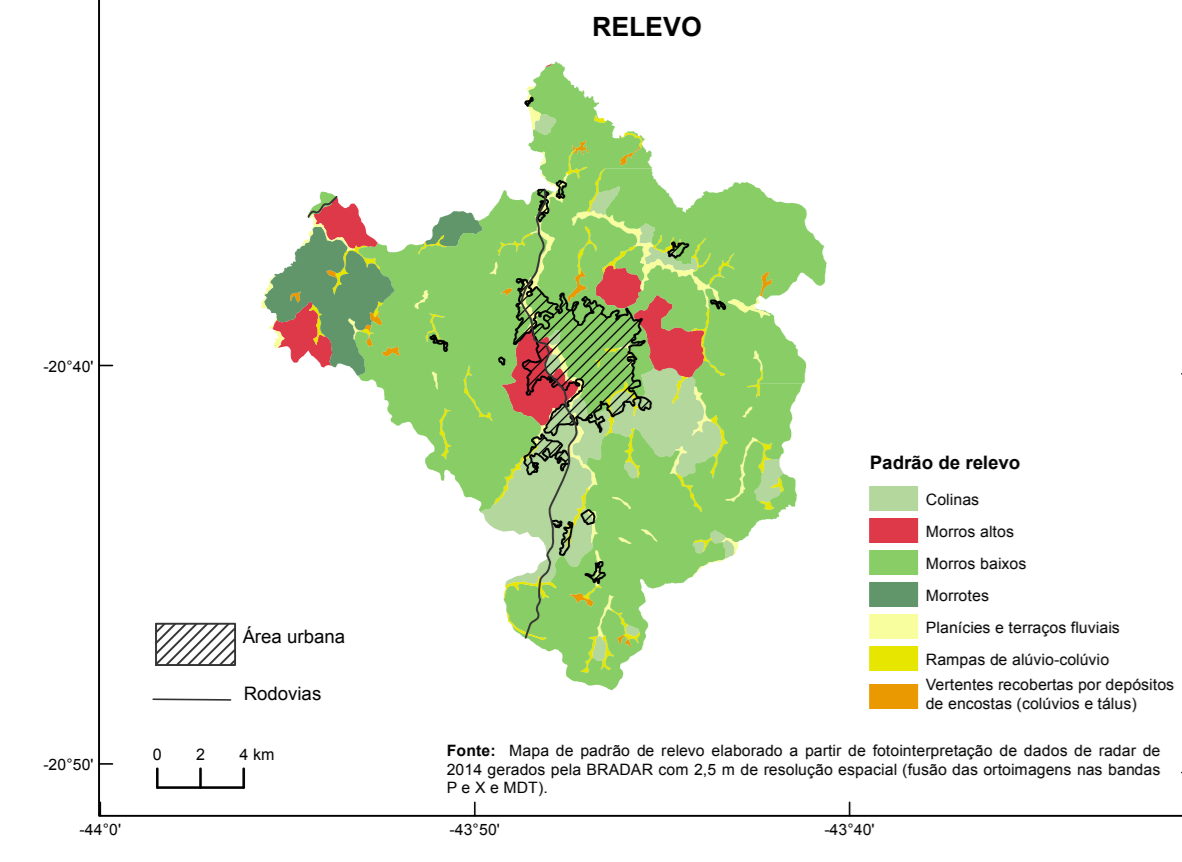 RELEVO
-20°40'
Padrão de relevo
Colinas
Morros altos
Morros baixos
Morrotes
Planícies e terraços fluviais
Rampas de alúvio-colúvio
Vertentes recobertas por depósitos
de encostas (colúvios e tálus)
Área urbana
Rodovias
0 2 4 km
Fonte: Mapa de padrão de relevo elaborado a partir de fotointerpretação de dados de radar de
2014 gerados pela BRADAR com 2,5 m de resolução espacial (fusão das ortoimagens nas bandas
P e X e MDT).
-20°50'
-44°0' -43°50' -43°40'